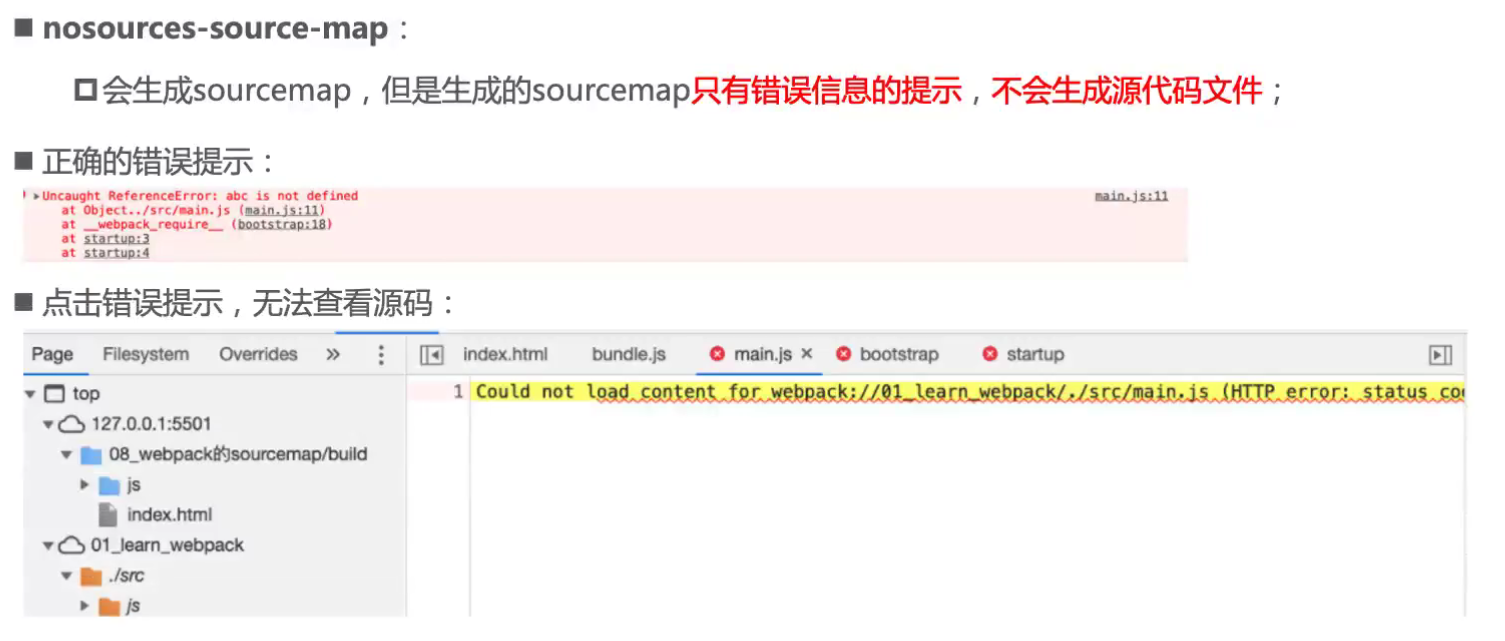 nosources-source-map：
会生成sourcemap，但是生成的sourcemap只有错误信息的提示，不会生成源代码文件；
正确的错误提示：
Uncaught ReferenceError: abc is not defined
main.js:11
at Object../src/main.js (main.js:11)
at __webpack_require__ (bootstrap:18)
at startup:3
at startup:4
点击错误提示，无法查看源码：
Page Filesystem Overrides » index.html bundle.js main.js × bootstrap startup
top
1 Could not load content for webpack://01_learn_webpack/./src/main.js (HTTP error: status
127.0.0.1:5501
08_webpack的sourcemap/build
js
index.html
01_learn_webpack
./src
js